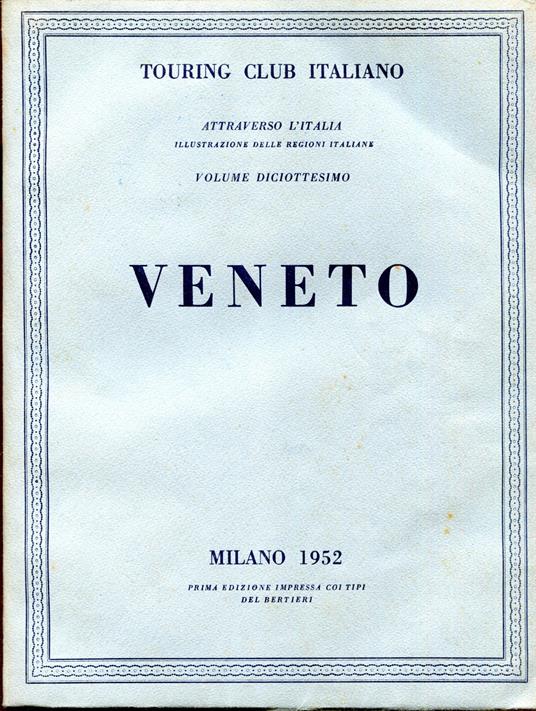 TOURING CLUB ITALIANO
ATTRAVERSO L'ITALIA
ILLUSTRAZIONE DELLE REGIONI ITALIANE
VOLUME DICIOTTESIMO
VENETO
MILANO 1952
PRIMA EDIZIONE IMPRESSA COI TIPI
DEL BERTIERI